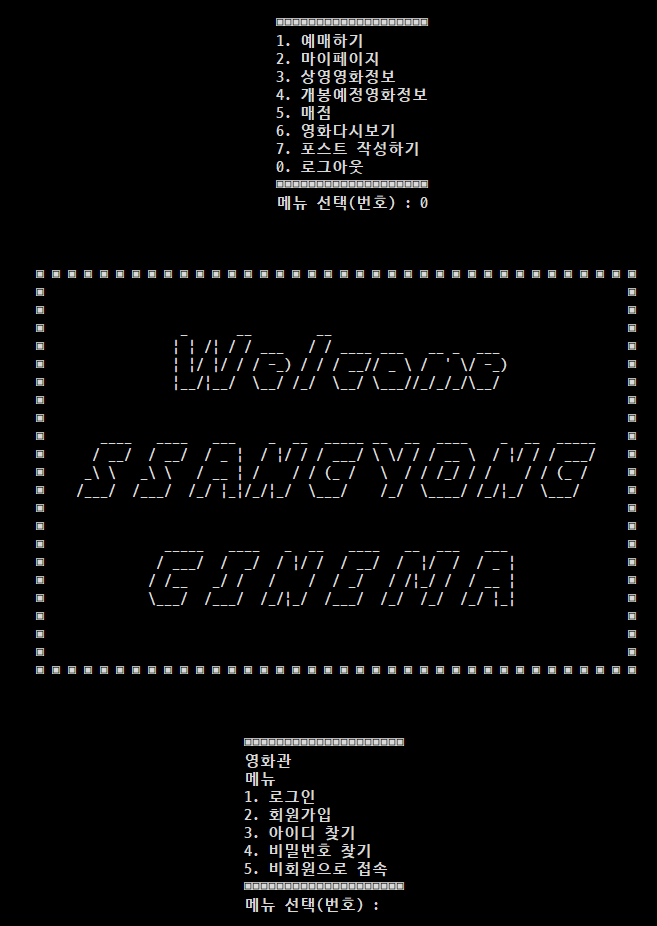 1. 예매하기
2. 마이페이지
3. 상영영화정보
4. 개봉예정영화정보
5. 매점
6. 영화다시보기
7. 포스트 작성하기
0. 로그아웃
메뉴 선택(번호) : 0
Welcome
SSANGYONG
CINEMA
영화관
메뉴
1. 로그인
2. 회원가입
3. 아이디 찾기
4. 비밀번호 찾기
5. 비회원으로 접속
메뉴 선택(번호) :